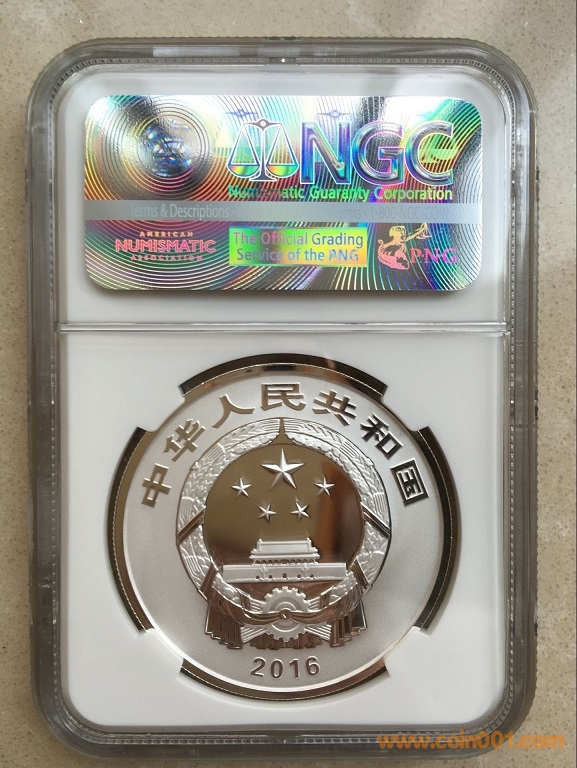 NGC
Numismatic Guaranty Corporation
Terms & Descriptions
AMERICAN
NUMISMATIC
ASSOCIATION
The Official Grading
Service of the PNG
PNG
中华人民共和国
2016
www.coin001.com